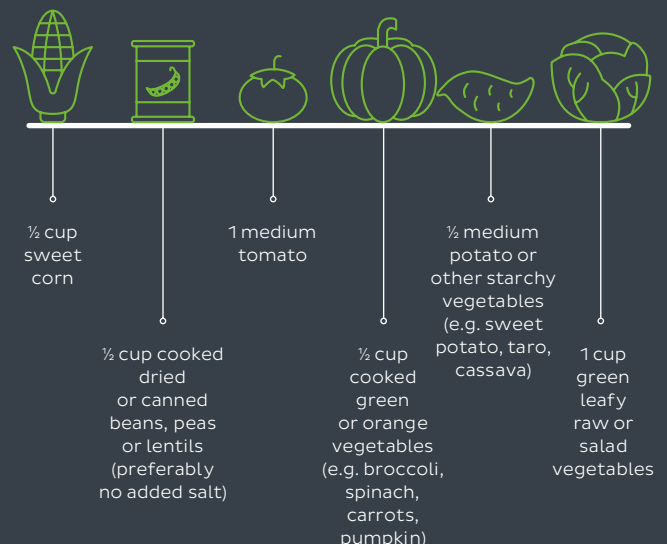 ½ cup
sweet
corn
½ cup cooked
dried
or canned
beans, peas
or lentils
(preferably
no added salt)
1 medium
tomato
½ cup
cooked
green
or orange
vegetables
(e.g. broccoli,
spinach,
carrots,
pumpkin)
½ medium
potato or
other starchy
vegetables
(e.g. sweet
potato, taro,
cassava)
1 cup
green
leafy
raw or
salad
vegetables